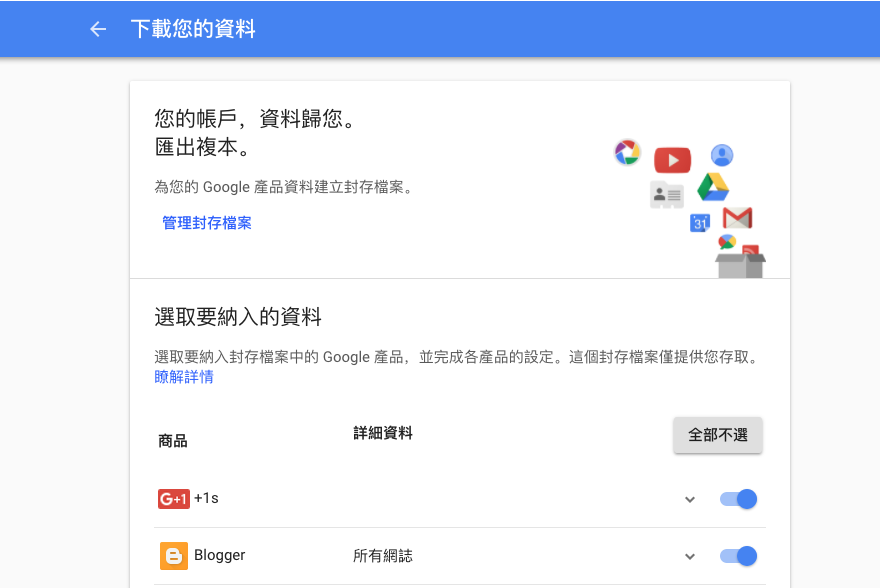 下載您的資料
您的帳戶，資料歸您。
匯出複本。
為您的 Google 產品資料建立封存檔案。
管理封存檔案
31
選取要納入的資料
選取要納入封存檔案中的 Google 產品，並完成各產品的設定。這個封存檔案僅提供您存取。
瞭解詳情
商品
詳細資料
全部不選
G+1 +1s
Blogger
所有網誌